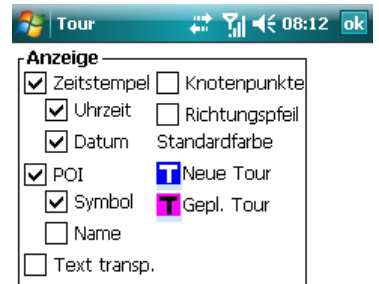 Tour 08:12 ok
Anzeige
Zeitstempel Knotenpunkte
Uhrzeit Richtungspfeil
Datum Standardfarbe
POI T Neue Tour
Symbol T Gepl. Tour
Name
Text transp.